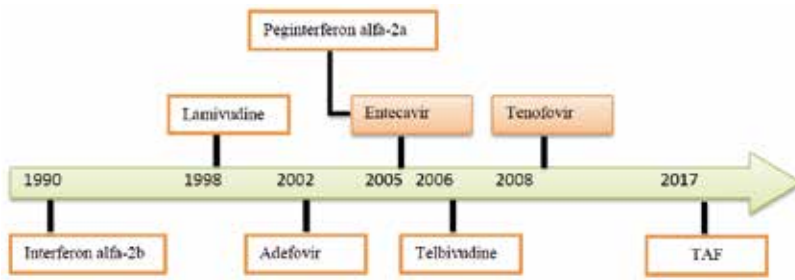 Peginterferon alfa-2a
Lamivudine
Entecavir
Tenofovir
1990
1998
2002
2005
2006
2008
2017
Interferon alfa-2b
Adefovir
Telbivudine
TAF